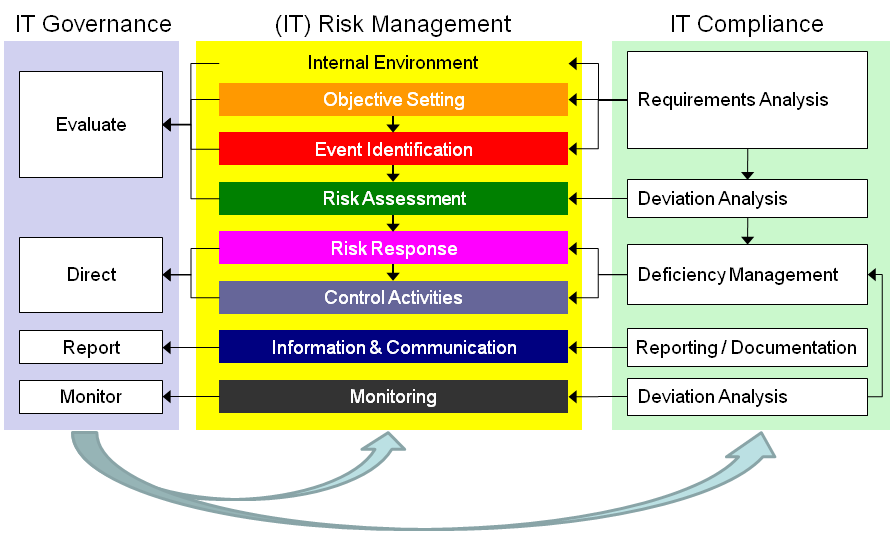 IT Governance
(IT) Risk Management
IT Compliance
Evaluate
Direct
Report
Monitor
Internal Environment
Objective Setting
Event Identification
Risk Assessment
Risk Response
Control Activities
Information & Communication
Monitoring
Requirements Analysis
Deviation Analysis
Deficiency Management
Reporting / Documentation
Deviation Analysis